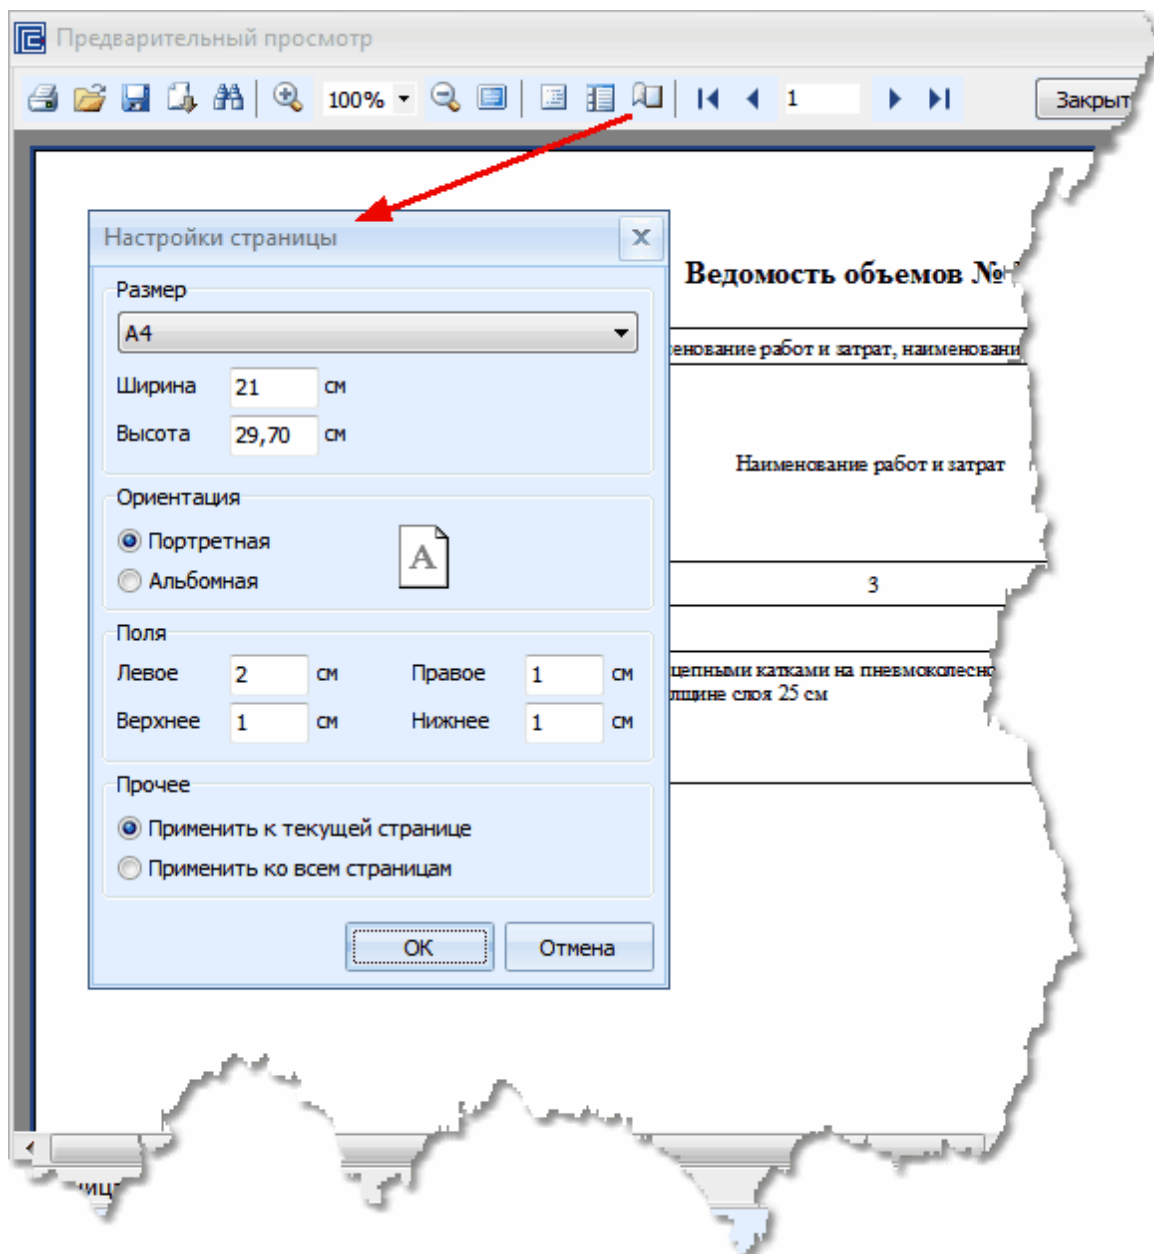 Предварительный просмотр
100%
1
Закрыт
Настройки страницы
Размер
A4
Ширина 21 см
Высота 29,70 см
Ориентация
Портретная
A
Альбомная
Поля
Левое 2 см Правое 1 см
Верхнее 1 см Нижнее 1 см
Прочее
Применить к текущей странице
Применить ко всем страницам
ОК Отмена
Ведомость объемов №
енование работ и затрат, наименовани
Наименование работ и затрат
3
цепными катками на пневмоколесно
лщине слоя 25 см